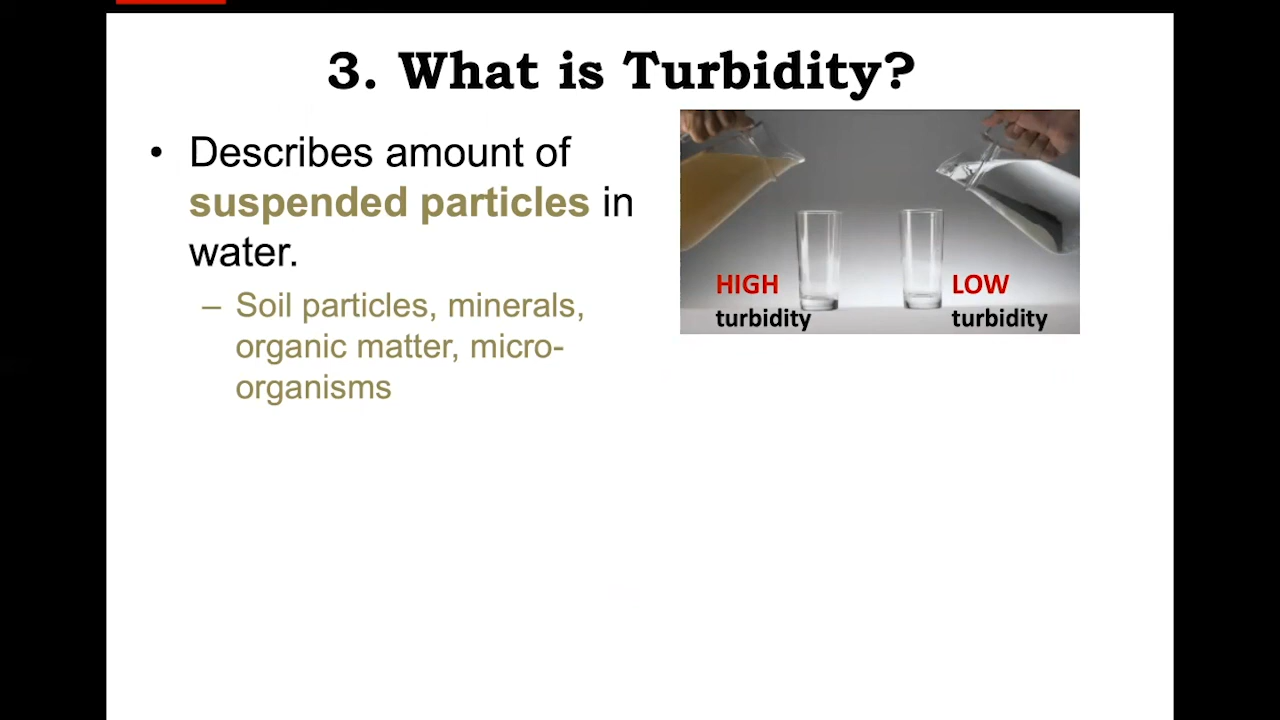 3. What is Turbidity?
• Describes amount of
suspended particles in
water.
– Soil particles, minerals,
organic matter, micro-
organisms
HIGH
turbidity
LOW
turbidity